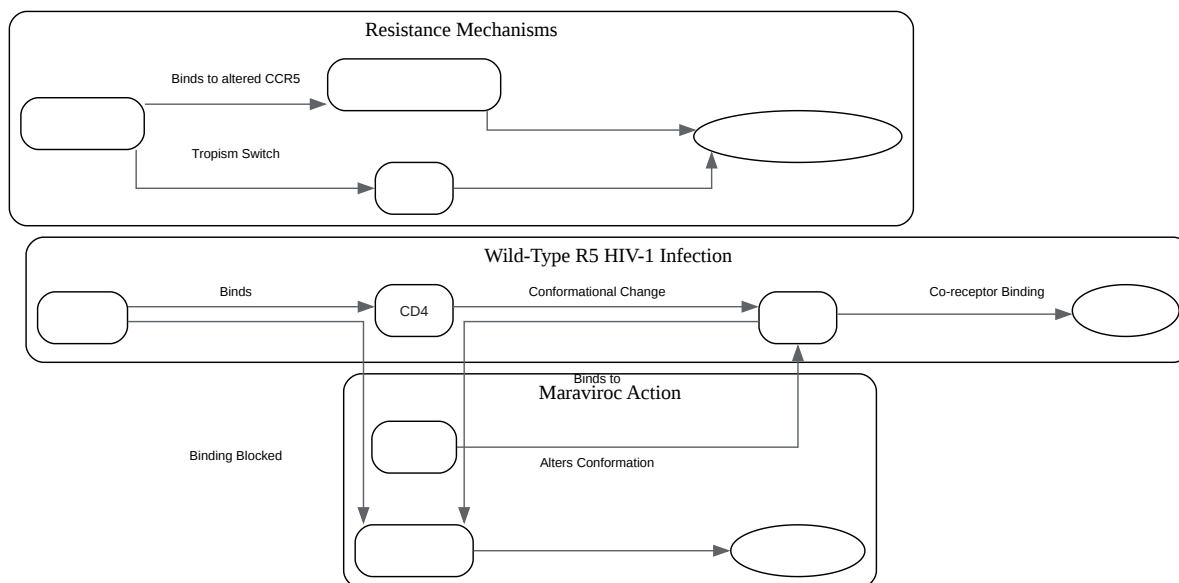 Resistance Mechanisms
Binds to altered CCR5
Tropism Switch
Wild-Type R5 HIV-1 Infection
Binds
CD4
Conformational Change
Co-receptor Binding
Binds to
Maraviroc Action
Binding Blocked
Alters Conformation